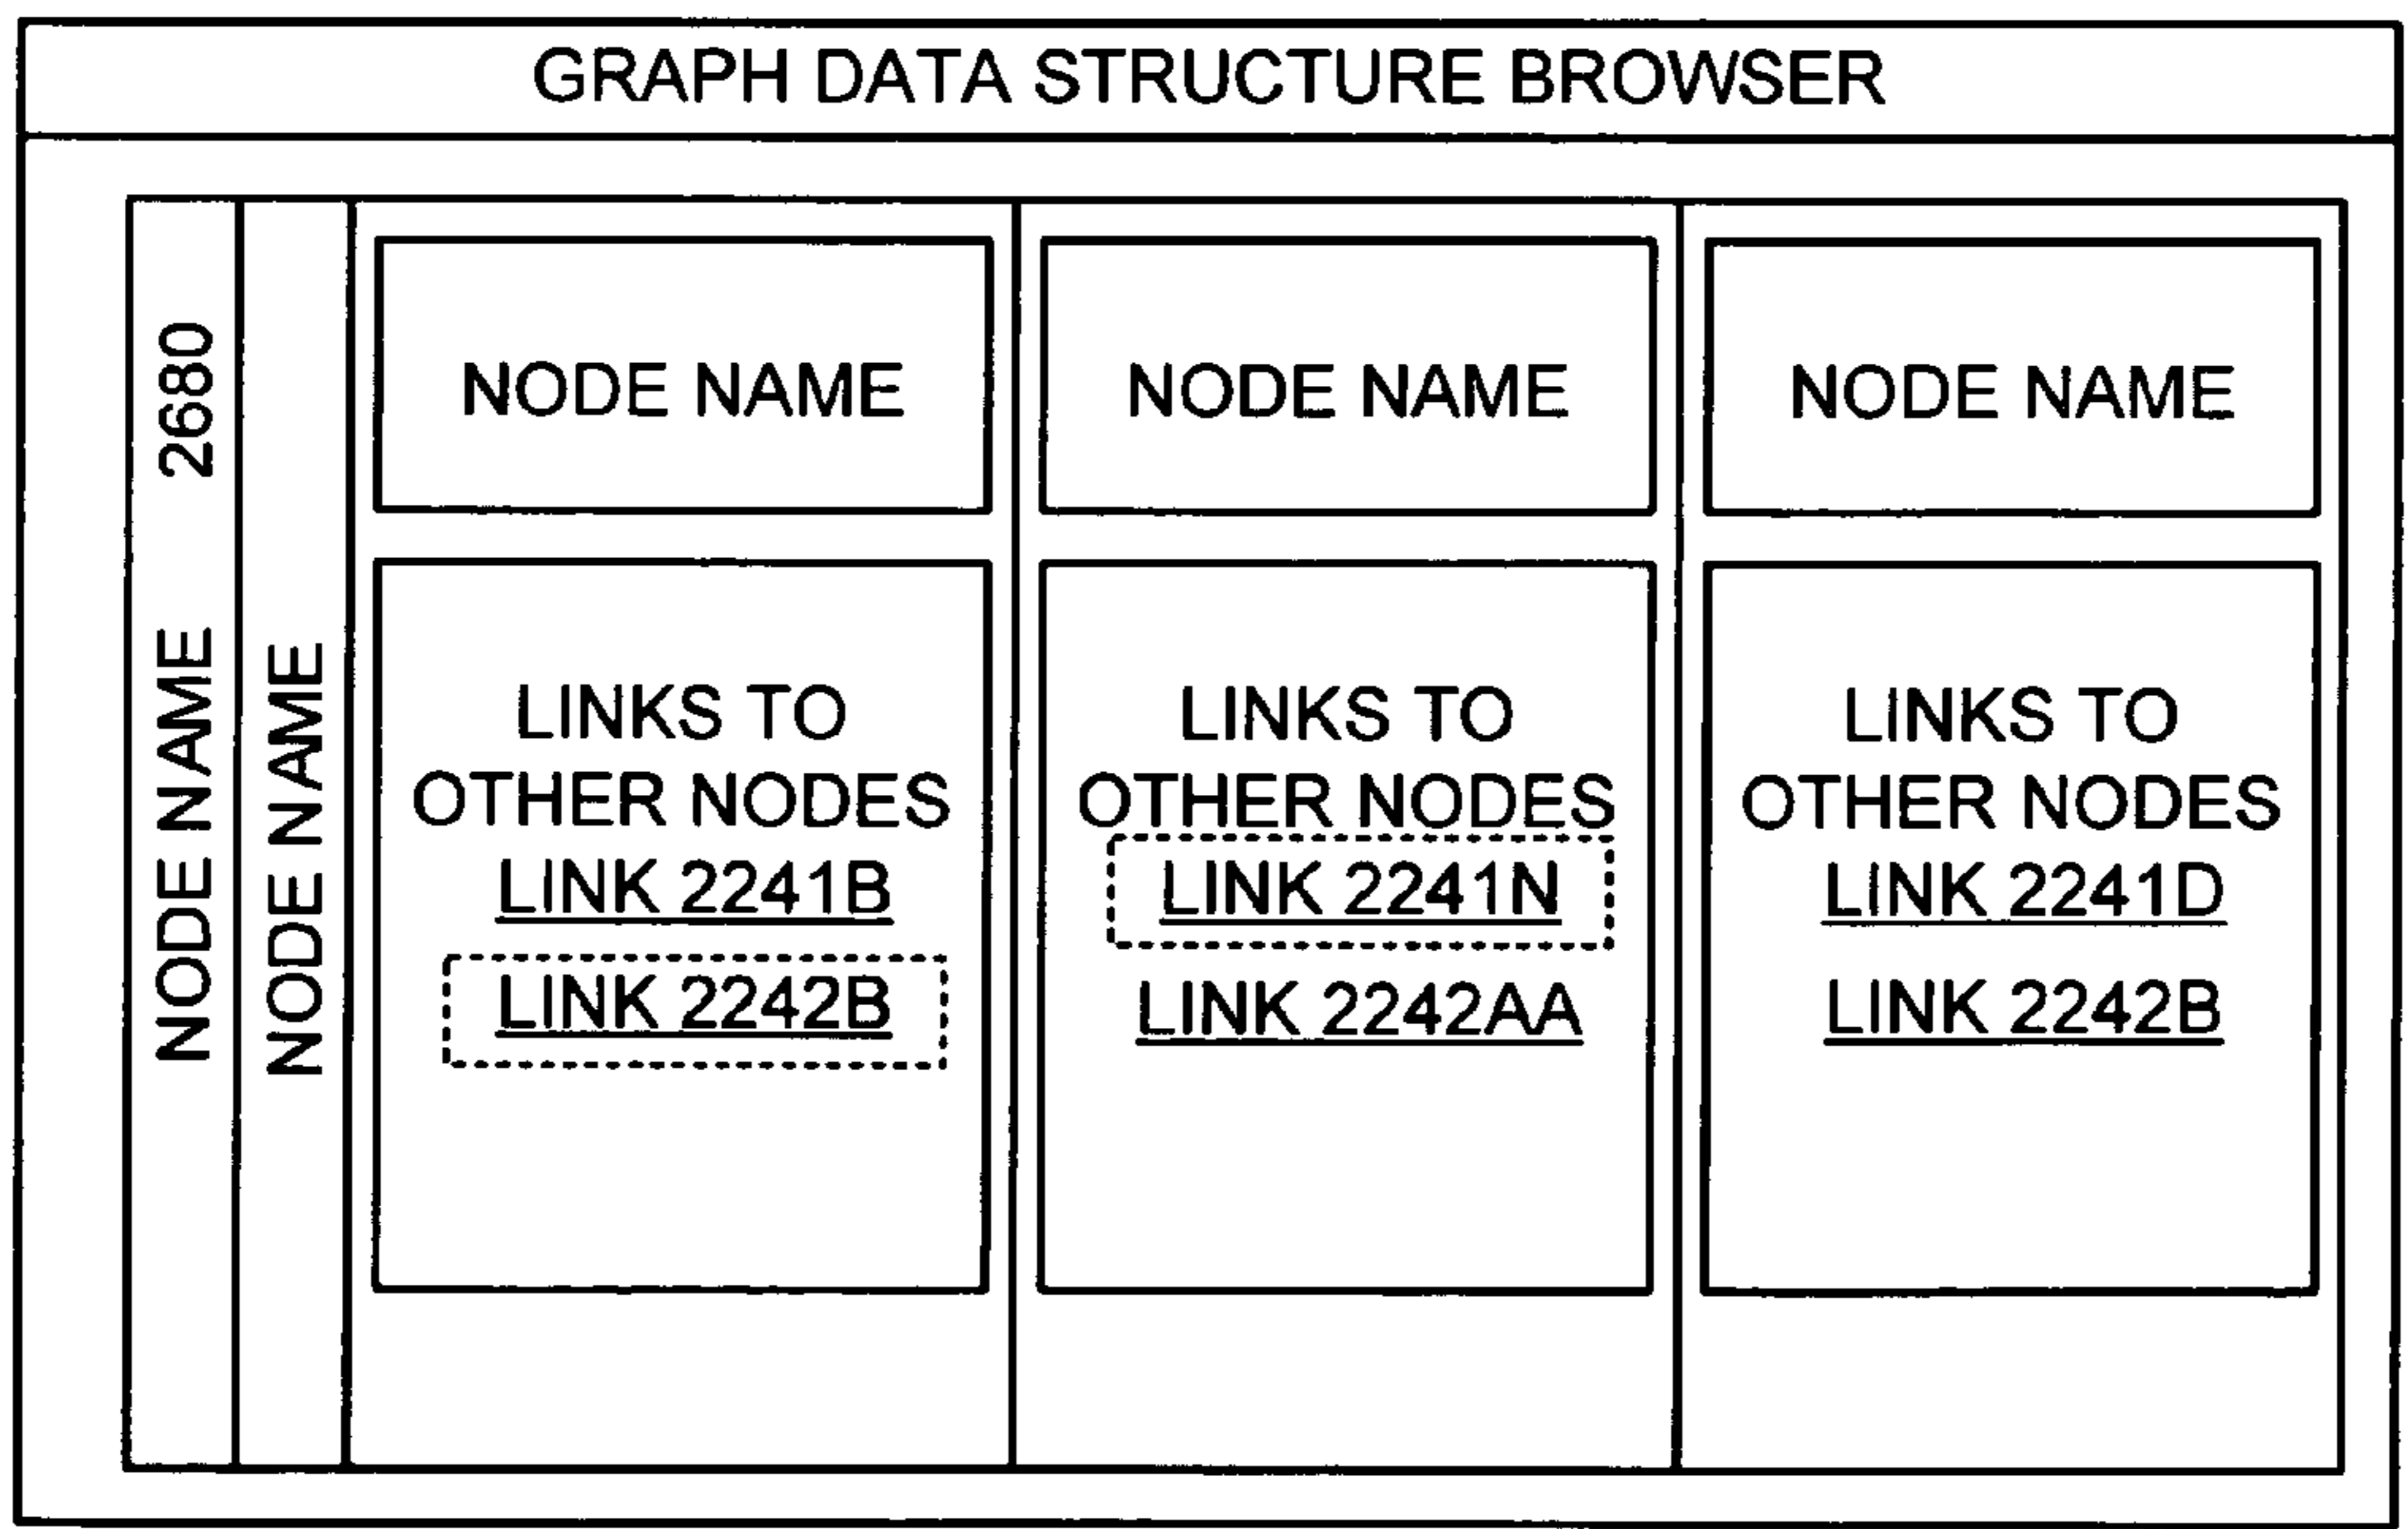 GRAPH DATA STRUCTURE BROWSER
NODE NAME 2680
NODE NAME
NODE NAME
LINKS TO
OTHER NODES
LINK 2241B
LINK 2242B
NODE NAME
LINKS TO
OTHER NODES
LINK 2241N
LINK 2242AA
NODE NAME
LINKS TO
OTHER NODES
LINK 2241D
LINK 2242B